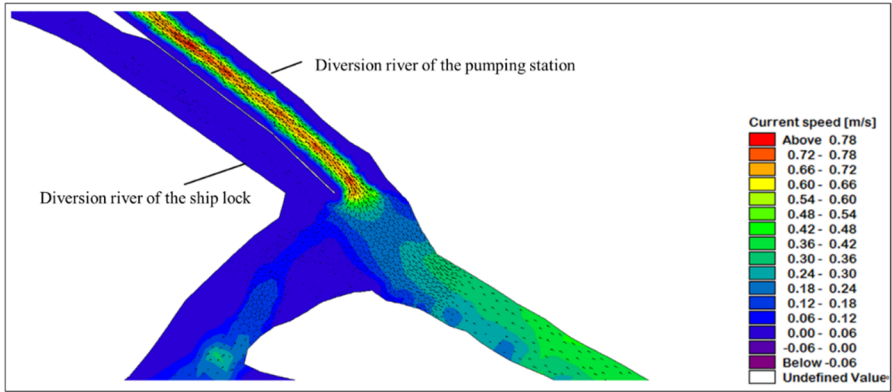 Diversion river of the pumping station
Diversion river of the ship lock
Current speed [m/s]
Above 0.78
0.72 - 0.78
0.66 - 0.72
0.60 - 0.66
0.54 - 0.60
0.48 - 0.54
0.42 - 0.48
0.36 - 0.42
0.30 - 0.36
0.24 - 0.30
0.18 - 0.24
0.12 - 0.18
0.06 - 0.12
0.00 - 0.06
-0.06 - 0.00
Below -0.06
Undefined Value